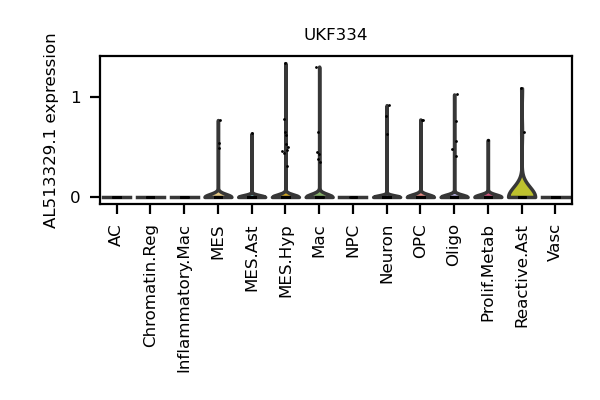 UKF334
AL513329.1 expression
1
0
AC
Chromatin.Reg
Inflammatory.Mac
MES
MES.Ast
MES.Hyp
Mac
NPC
Neuron
OPC
Oligo
Prolif.Metab
Reactive.Ast
Vasc